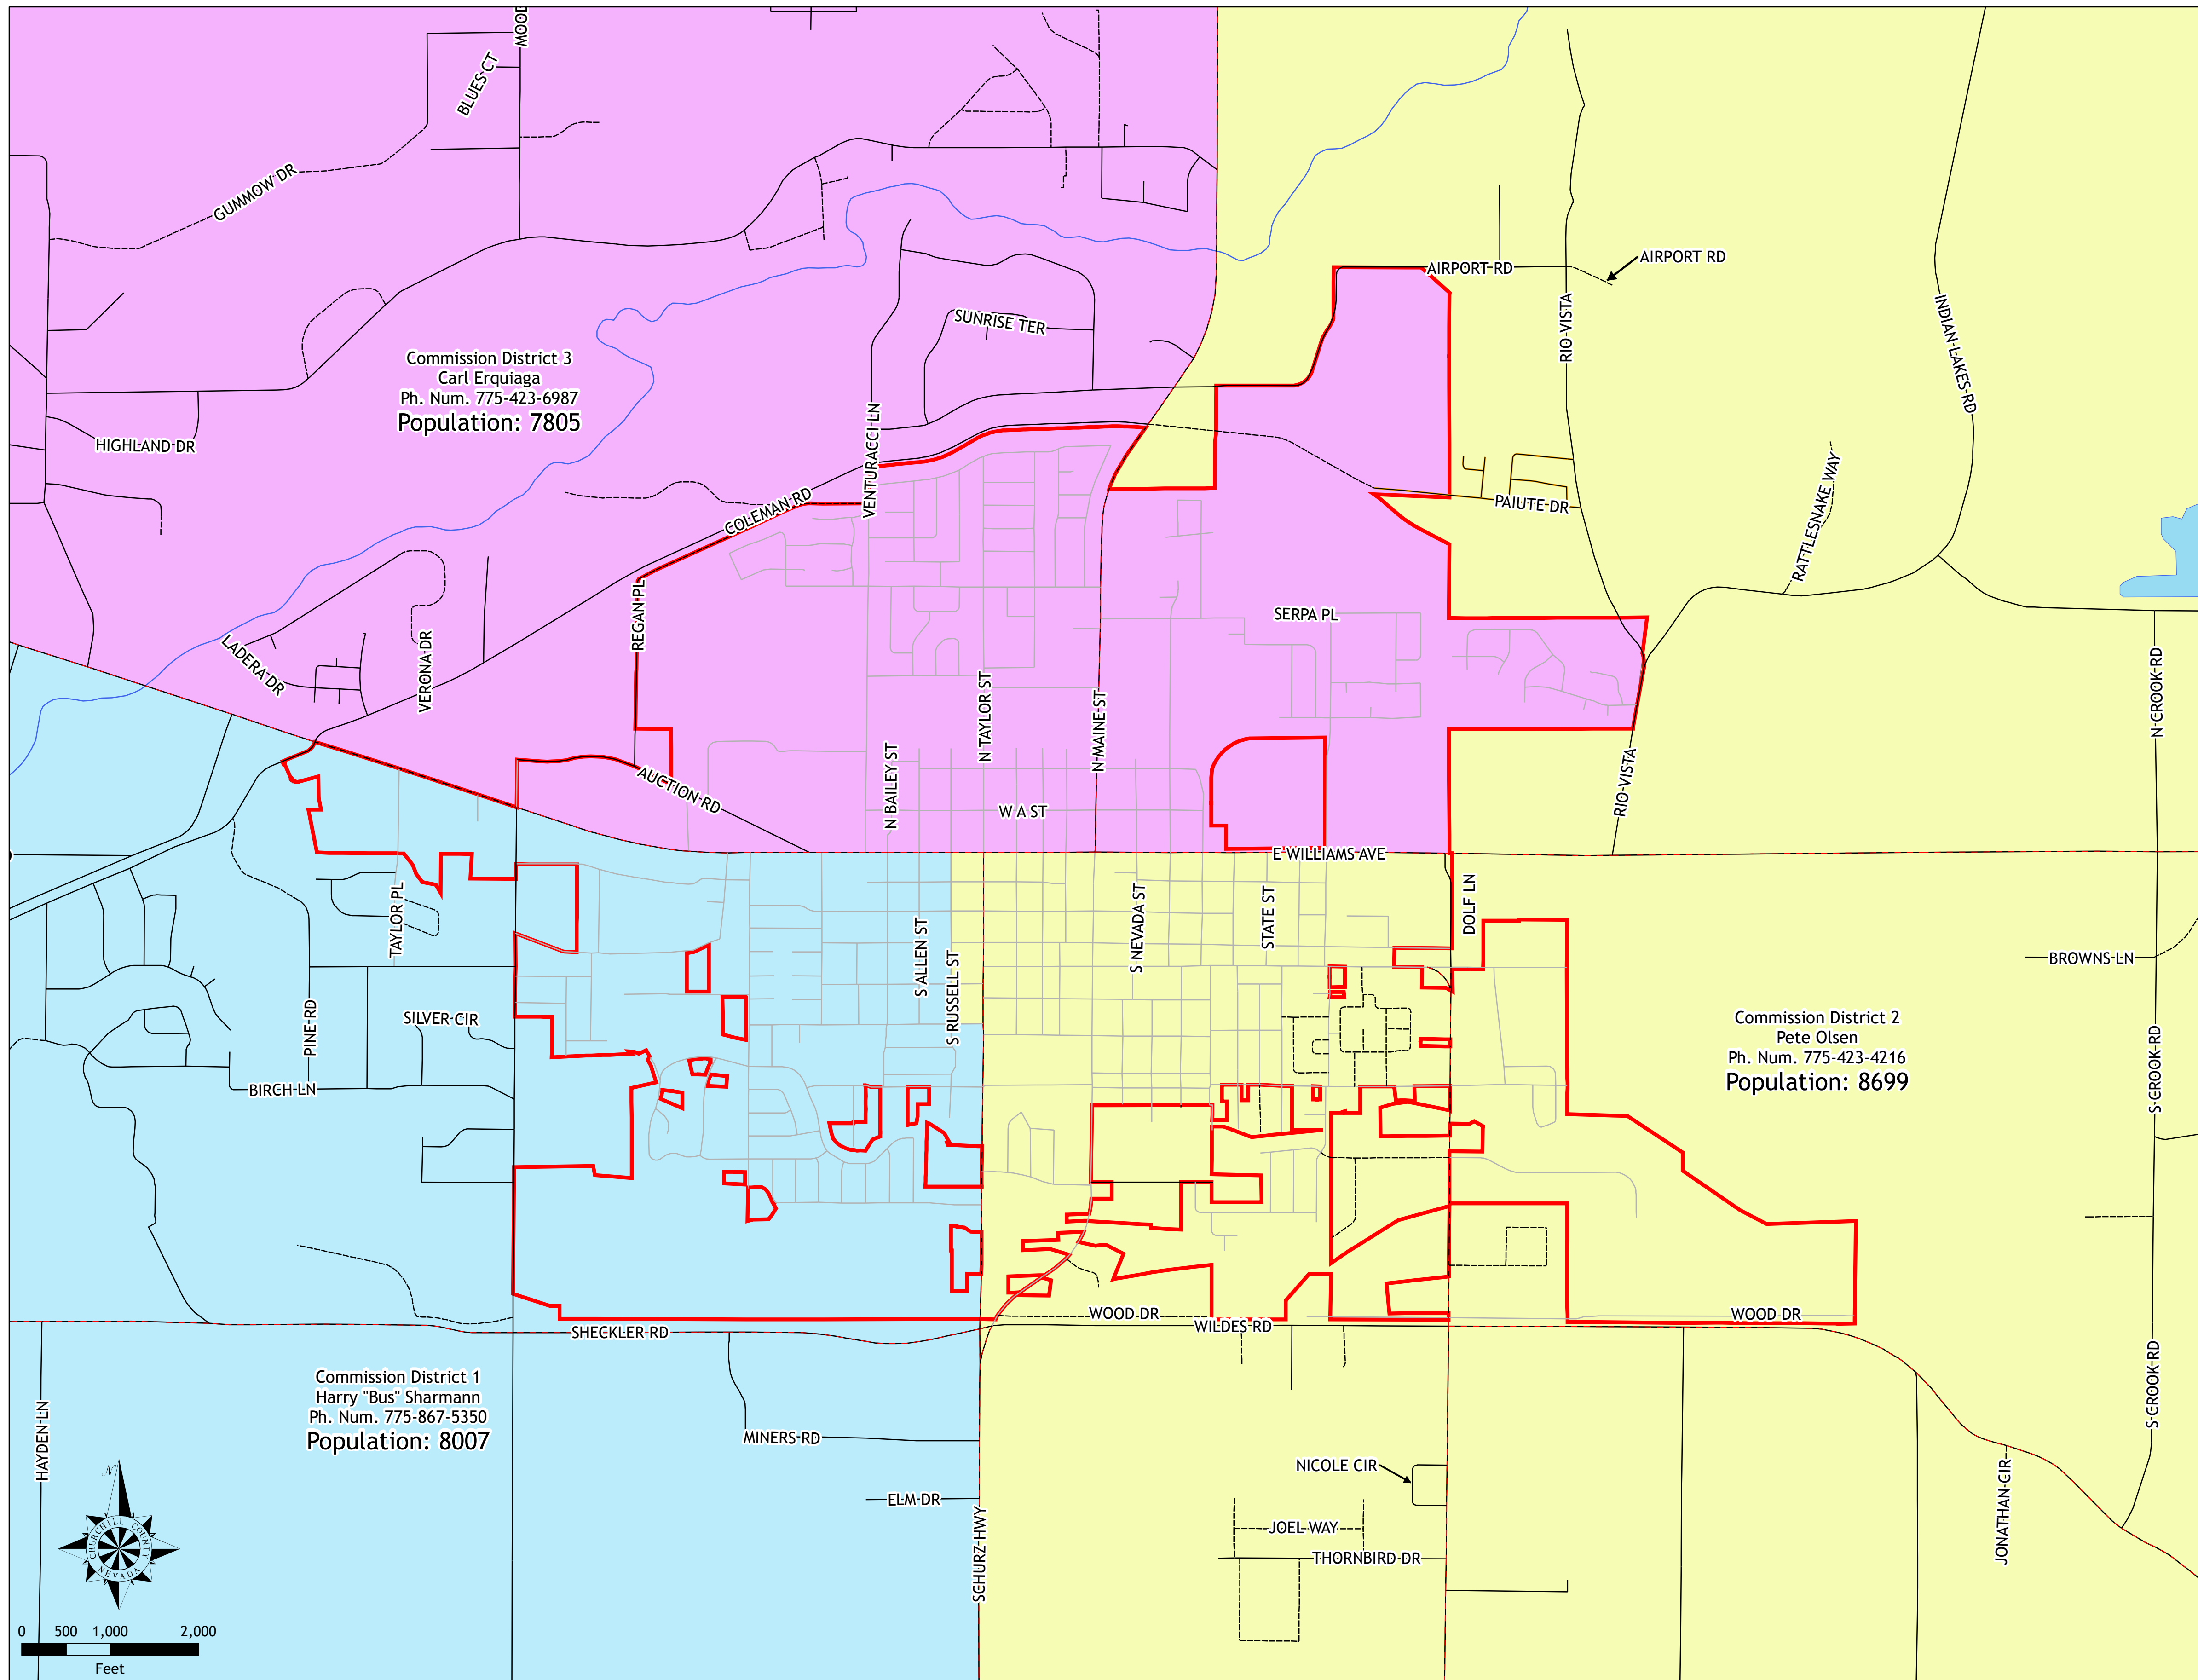 MOOD
BLUES CT
GUMMOW DR
AIRPORT RD
AIRPORT RD
RIO VISTA
INDIAN LAKES RD
SUNRISE TER
Commission District 3
Carl Erquiaga
Ph. Num. 775-423-6987
Population: 7805
VENTURACCI LN
HIGHLAND DR
COLEMAN RD
PAIUTE DR
RATTLESNAKE WAY
REGAN PL
SERPA PL
LADERA DR
VERONA DR
N TAYLOR ST
N MAINE ST
N CROOK RD
N BAILEY ST
AUCTION RD
W A ST
RIO VISTA
E WILLIAMS AVE
TAYLOR PL
S ALLEN ST
S RUSSELL ST
S NEVADA ST
STATE ST
DOLF LN
BROWNS LN
PINE RD
SILVER CIR
BIRCH LN
Commission District 2
Pete Olsen
Ph. Num. 775-423-4216
Population: 8699
S CROOK RD
WOOD DR
WILDES RD
WOOD DR
SHECKLER RD
Commission District 1
Harry "Bus" Sharmann
Ph. Num. 775-867-5350
Population: 8007
HAYDEN LN
MINERS RD
S CROOK RD
NICOLE CIR
ELM DR
SCHURZ HWY
JOEL WAY
THORNBIRD DR
JONATHAN CIR
N
CHURCHILL COUNTY
NEVADA
0 500 1,000 2,000
Feet